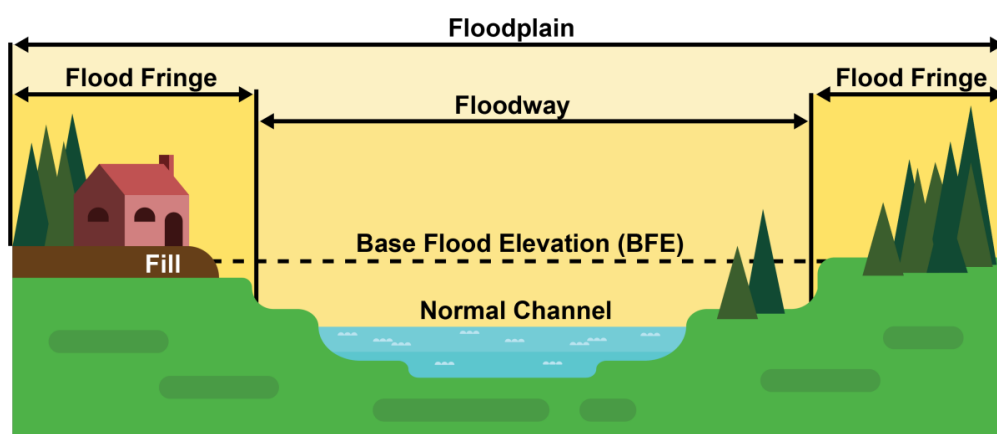 Floodplain
Flood Fringe
Flood Fringe
Floodway
Base Flood Elevation (BFE)
Fill
Normal Channel